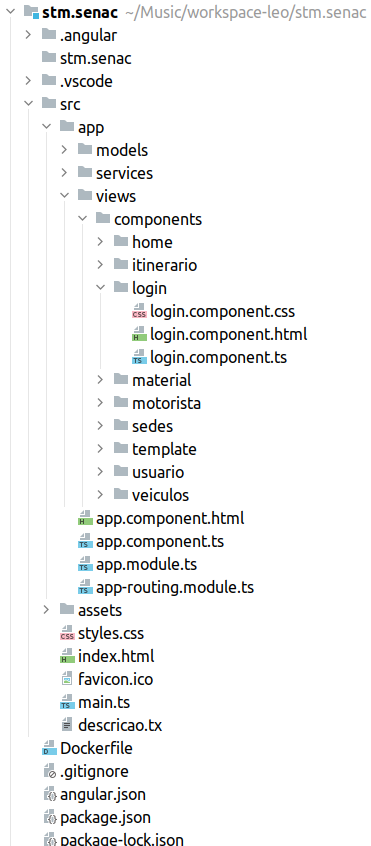 stm.senac ~/Music/workspace-leo/stm.senac
.angular
stm.senac
.vscode
src
app
models
services
views
components
home
itinerario
login
login.component.css
login.component.html
login.component.ts
material
motorista
sedes
template
usuario
veiculos
app.component.html
app.component.ts
app.module.ts
app-routing.module.ts
assets
styles.css
index.html
favicon.ico
main.ts
descricao.tx
Dockerfile
.gitignore
angular.json
package.json
package-lock.json